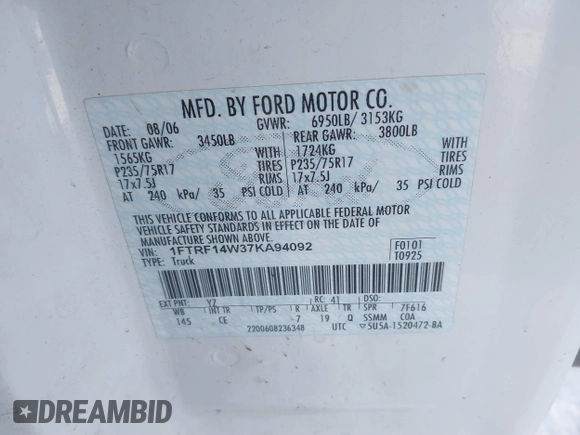 MFD. BY FORD MOTOR CO.
DATE: 08/06 GVWR: 6950LB/ 3153KG
FRONT GAWR: 3450LB REAR GAWR: 3800LB
1565KG WITH 1724KG WITH
P235/75R17 TIRES P235/75R17 TIRES
17x7.5J RIMS 17x7.5J RIMS
AT 240 kPa/ 35 PSI COLD AT 240 kPa/ 35 PSI COLD
THIS VEHICLE CONFORMS TO ALL APPLICABLE FEDERAL MOTOR
VEHICLE SAFETY STANDARDS IN EFFECT ON THE DATE OF
MANUFACTURE SHOWN ABOVE.
VIN: 1FTRF14W37KA94092 F0101
TYPE: Truck T0925
EXT PNT: YZ RC: 41 DSO:
WB INT TR TP/PS R AXLE TR SPR 7F616
145 CE 7 19 Q SSMM COA
2200608236348 UTC ▽5U5A-1520472-BA
DREAMBID